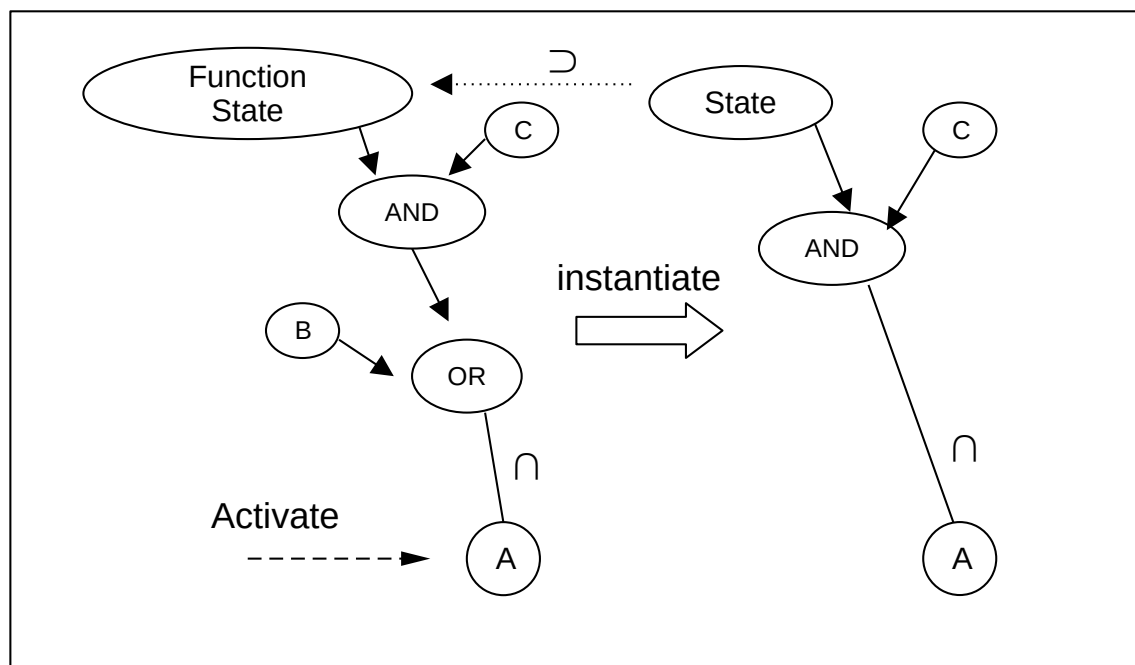 Function
State
⊃
State
C
C
AND
AND
instantiate
B
OR
∩
∩
Activate
A
A